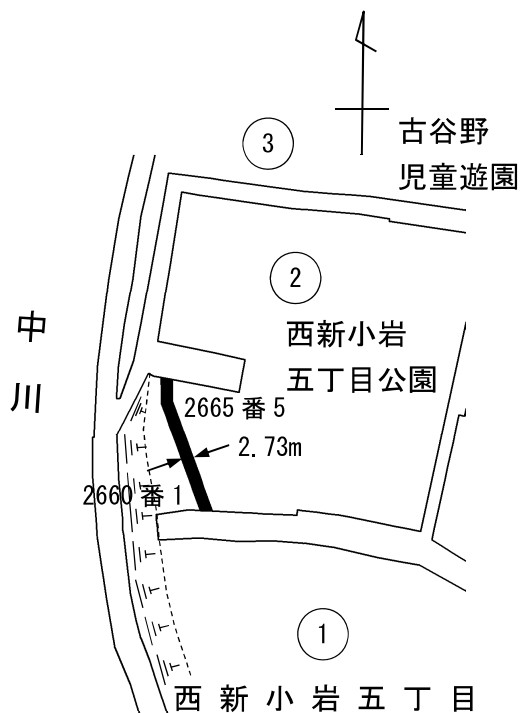 古谷野
児童遊園
3
2
西新小岩
五丁目公園
中川
2665番5
2.73m
2660番1
1
西新小岩五丁目